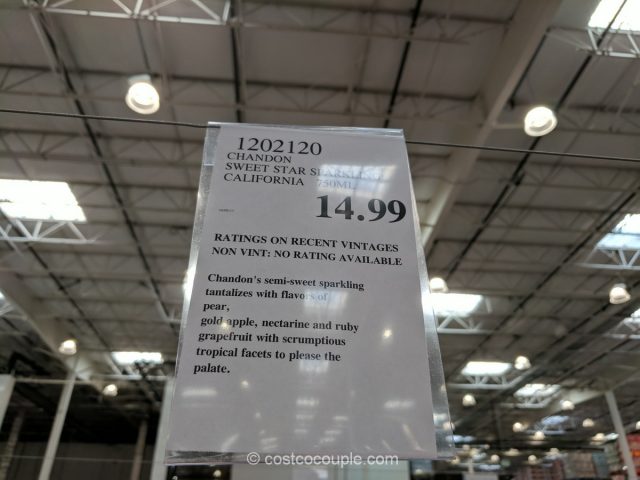 1202120
CHANDON
SWEET STAR SPARKLING
CALIFORNIA 750ML
14.99
RATINGS ON RECENT VINTAGES
NON VINT: NO RATING AVAILABLE
Chandon's semi-sweet sparkling
tantalizes with flavors of
pear,
gold apple, nectarine and ruby
grapefruit with scrumptious
tropical facets to please the
palate.
© costcocouple.com